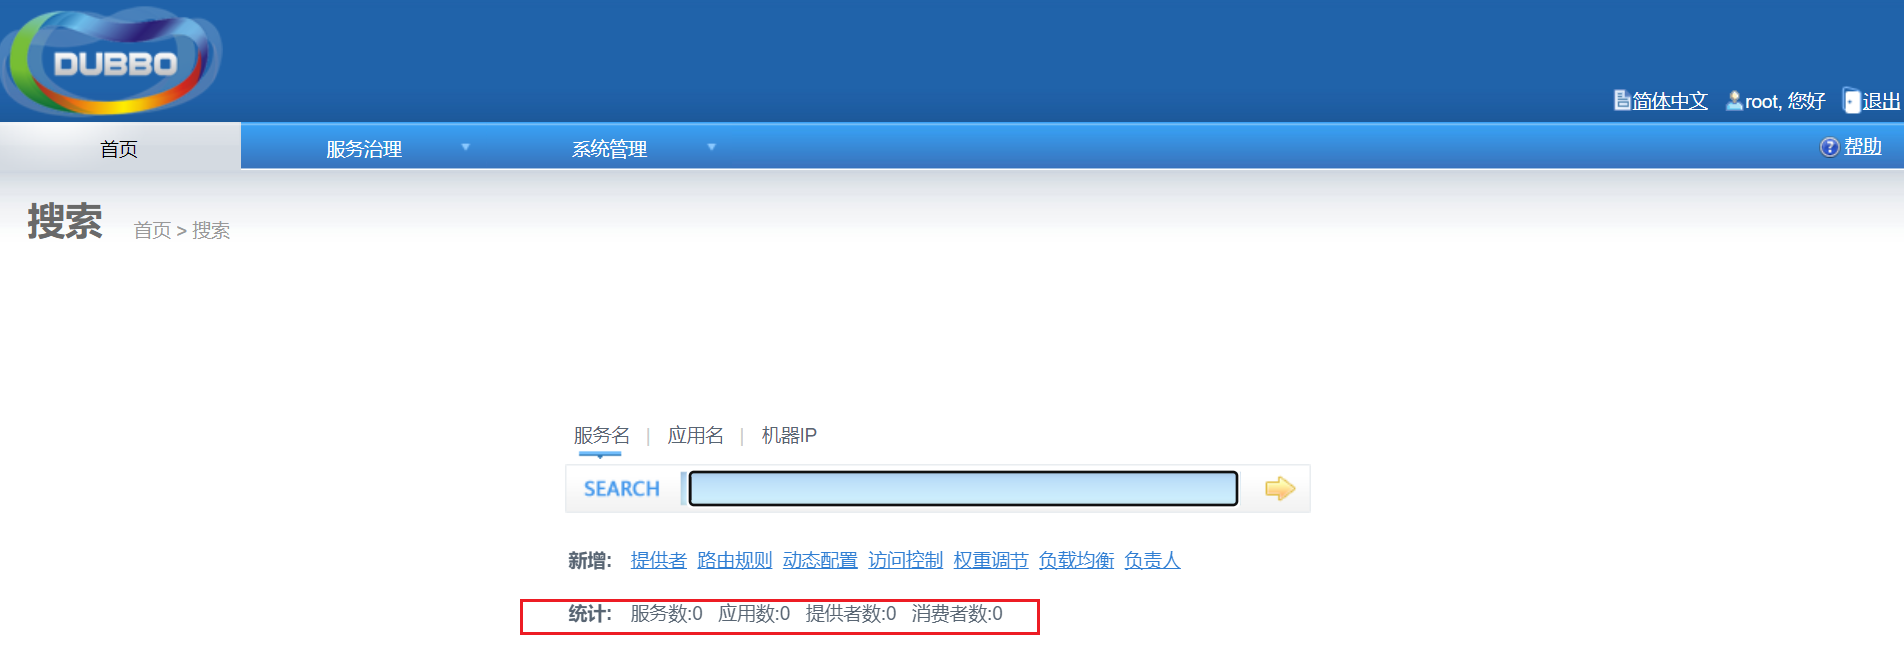 DUBBO
简体中文 root, 您好 退出
首页 服务治理 系统管理 帮助
搜索 首页 > 搜索
服务名 | 应用名 | 机器IP
SEARCH
新增: 提供者 路由规则 动态配置 访问控制 权重调节 负载均衡 负责人
统计: 服务数:0 应用数:0 提供者数:0 消费者数:0